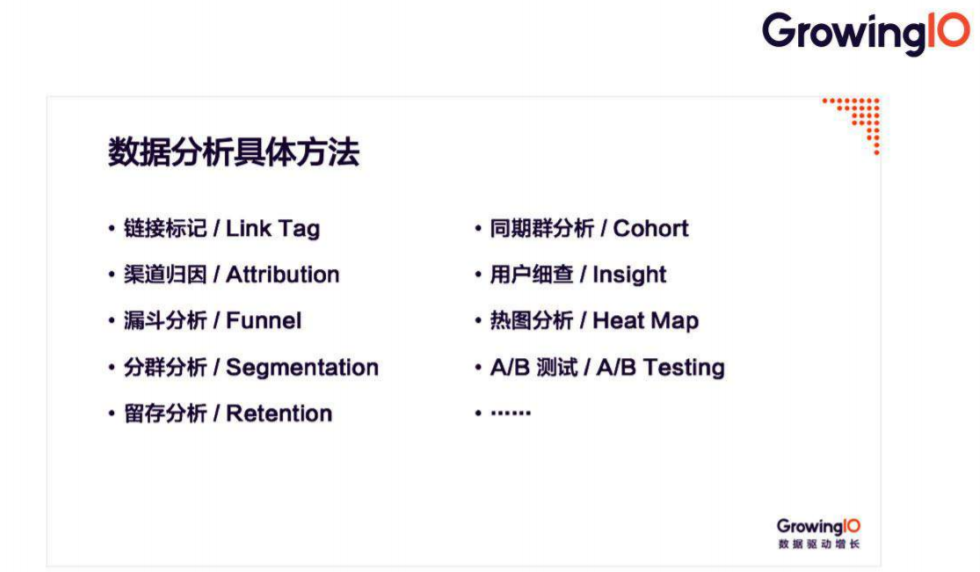 GrowingIO
数据分析具体方法
• 链接标记 / Link Tag
• 渠道归因 / Attribution
• 漏斗分析 / Funnel
• 分群分析 / Segmentation
• 留存分析 / Retention
• 同期群分析 / Cohort
• 用户细查 / Insight
• 热图分析 / Heat Map
• A/B 测试 / A/B Testing
• ……
GrowingIO
数据驱动增长